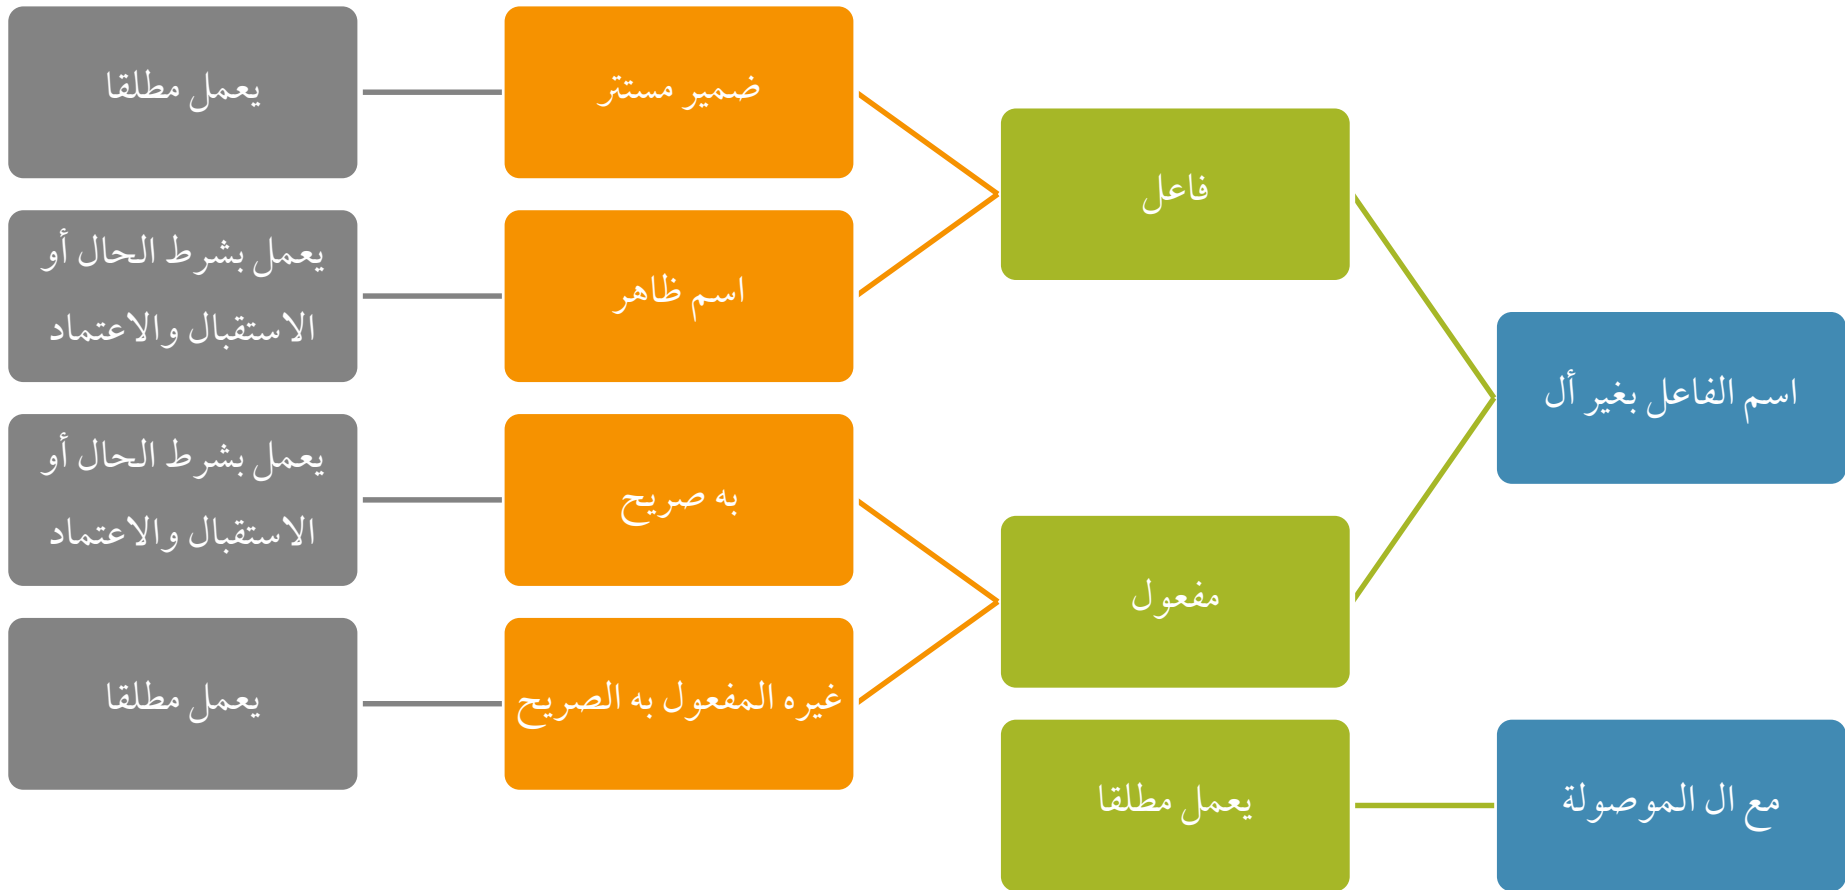 اسم الفاعل بغير أل
فاعل
ضمير مستتر
يعمل مطلقا
اسم ظاهر
يعمل بشرط الحال أو
الاستقبال والاعتماد
مفعول
به صريح
يعمل بشرط الحال أو
الاستقبال والاعتماد
غيره المفعول به الصريح
يعمل مطلقا
مع ال الموصولة
يعمل مطلقا